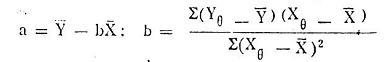 a = Ȳ − bX̄: b = Σ(Y_θ − Ȳ) (X_θ − X̄) / Σ(X_θ − X̄)²